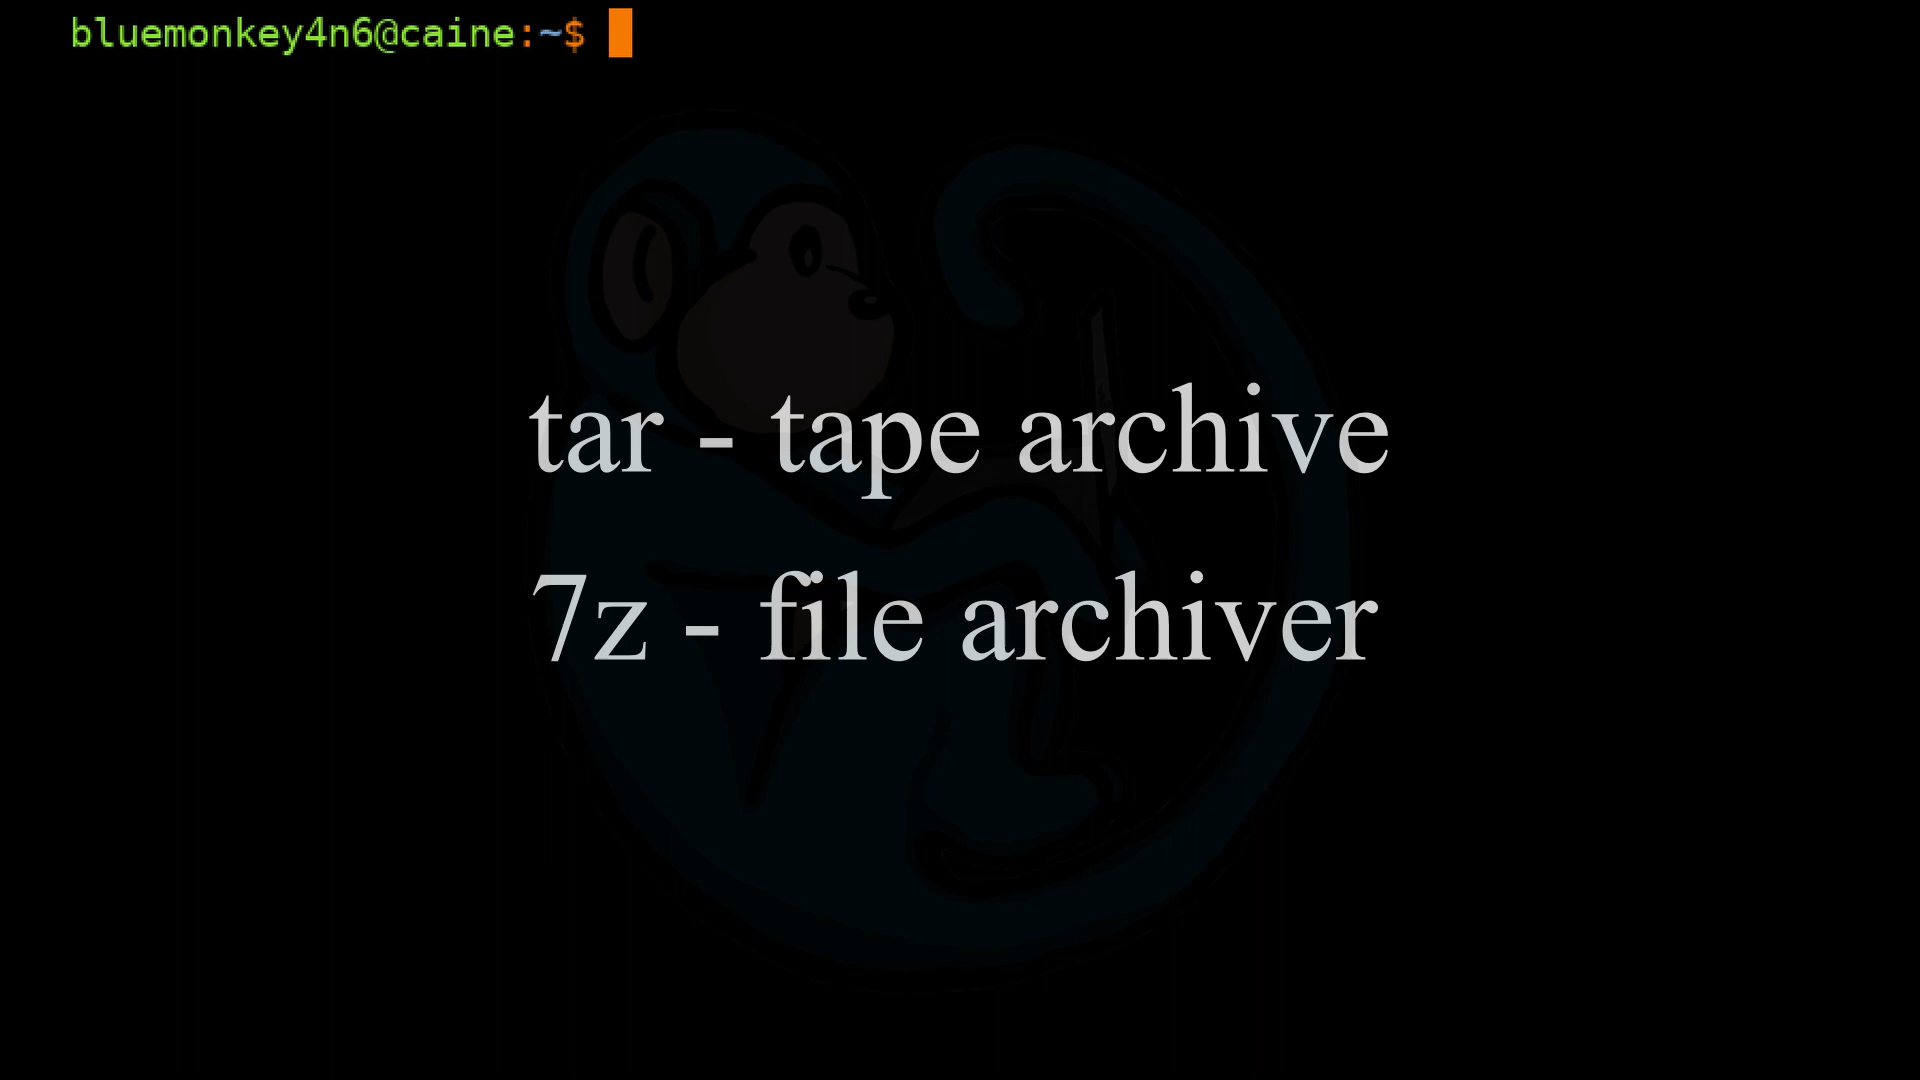 bluemonkey4n6@caine:~$
tar - tape archive
7z - file archiver